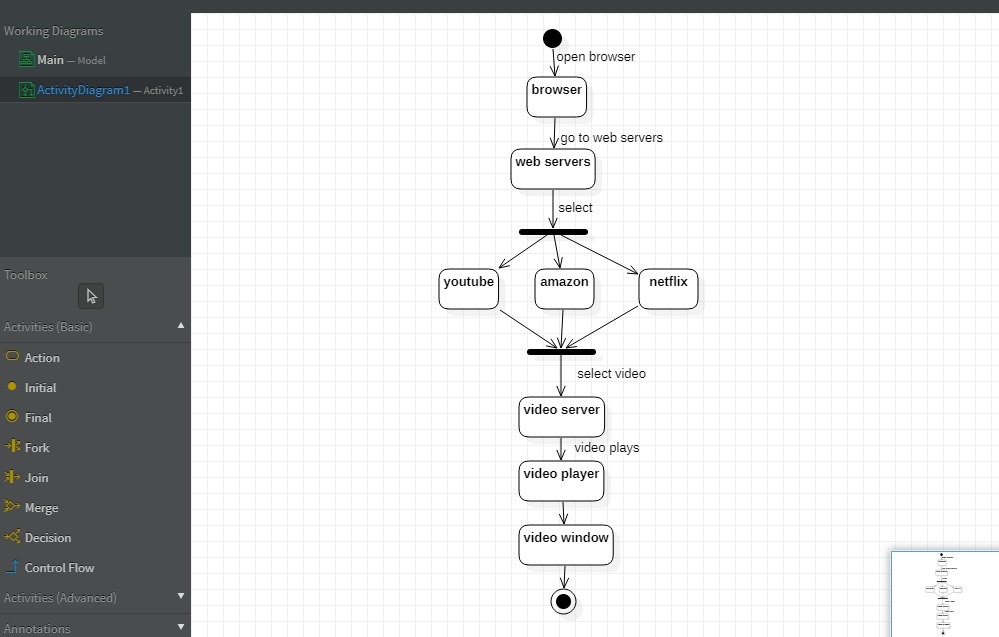 Working Diagrams
Main — Model
ActivityDiagram1 — Activity1
Toolbox
Activities (Basic)
Action
Initial
Final
Fork
Join
Merge
Decision
Control Flow
Activities (Advanced)
Annotations
open browser
browser
go to web servers
web servers
select
youtube amazon netflix
select video
video server
video plays
video player
video window